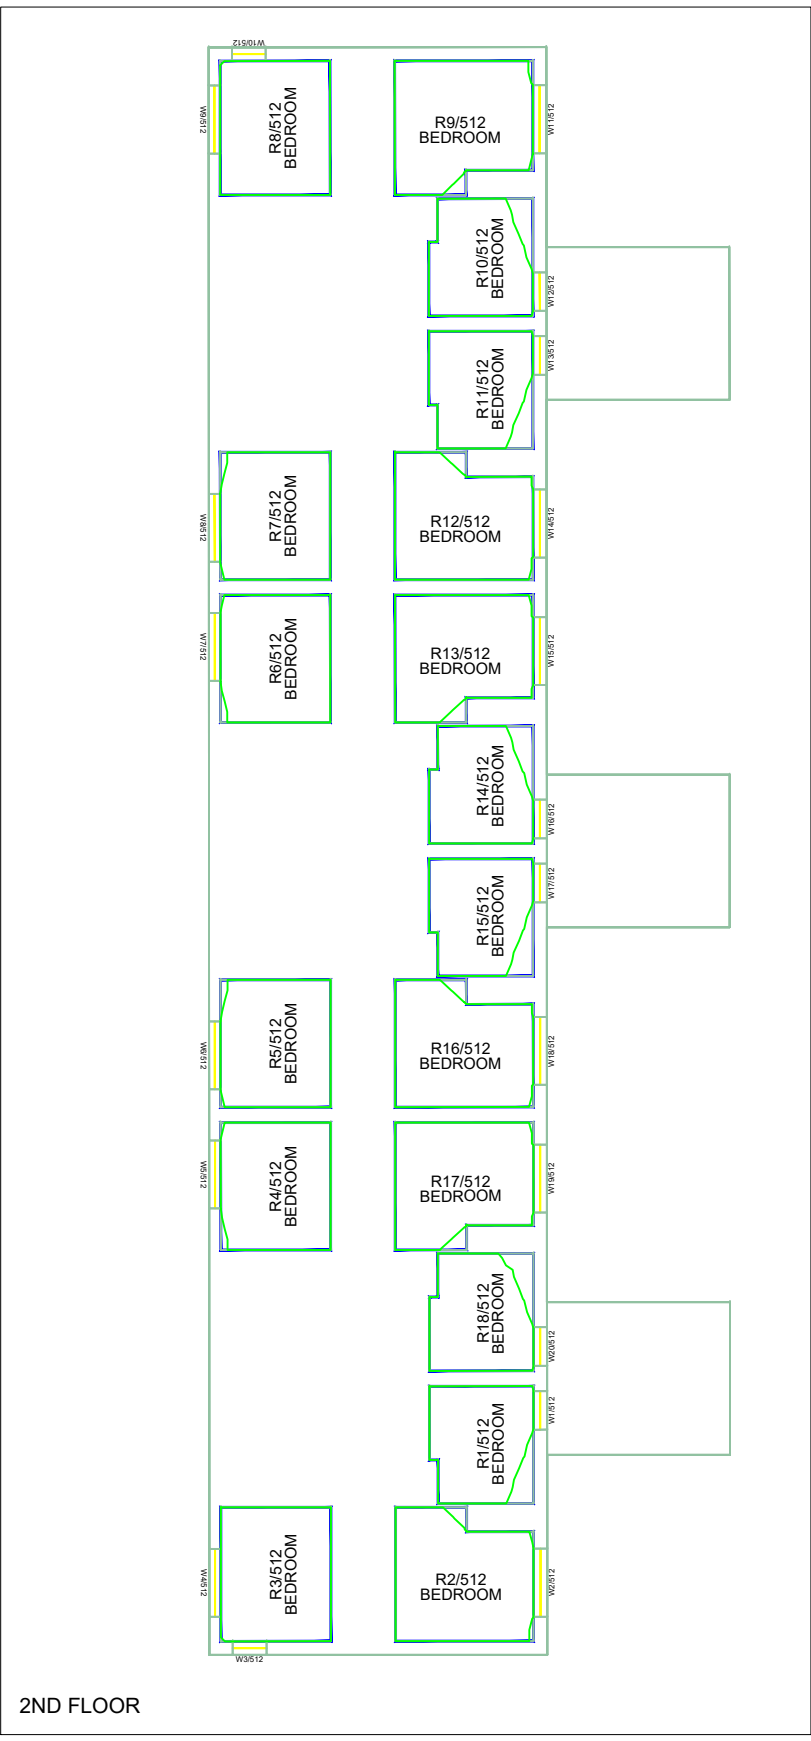 W10/512
W9/512
R8/512
BEDROOM
R9/512
BEDROOM
W11/512
R10/512
BEDROOM
W12/512
R11/512
BEDROOM
W13/512
W8/512
R7/512
BEDROOM
R12/512
BEDROOM
W14/512
W7/512
R6/512
BEDROOM
R13/512
BEDROOM
W15/512
R14/512
BEDROOM
W16/512
R15/512
BEDROOM
W17/512
W6/512
R5/512
BEDROOM
R16/512
BEDROOM
W18/512
W5/512
R4/512
BEDROOM
R17/512
BEDROOM
W19/512
R18/512
BEDROOM
W20/512
R1/512
BEDROOM
W1/512
W4/512
R3/512
BEDROOM
R2/512
BEDROOM
W2/512
W3/512
2ND FLOOR